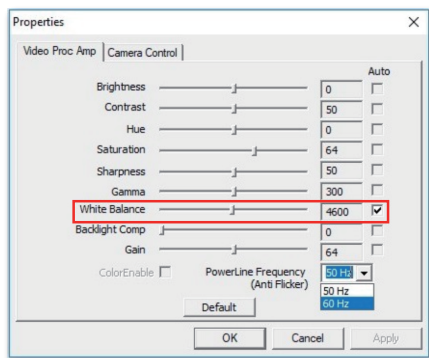 Properties
Video Proc Amp Camera Control
Auto
Brightness 0
Contrast 50
Hue 0
Saturation 64
Sharpness 50
Gamma 300
White Balance 4600
Backlight Comp 0
Gain 64
ColorEnable PowerLine Frequency 50 Hz
(Anti Flicker)
50 Hz
60 Hz
Default
OK Cancel Apply